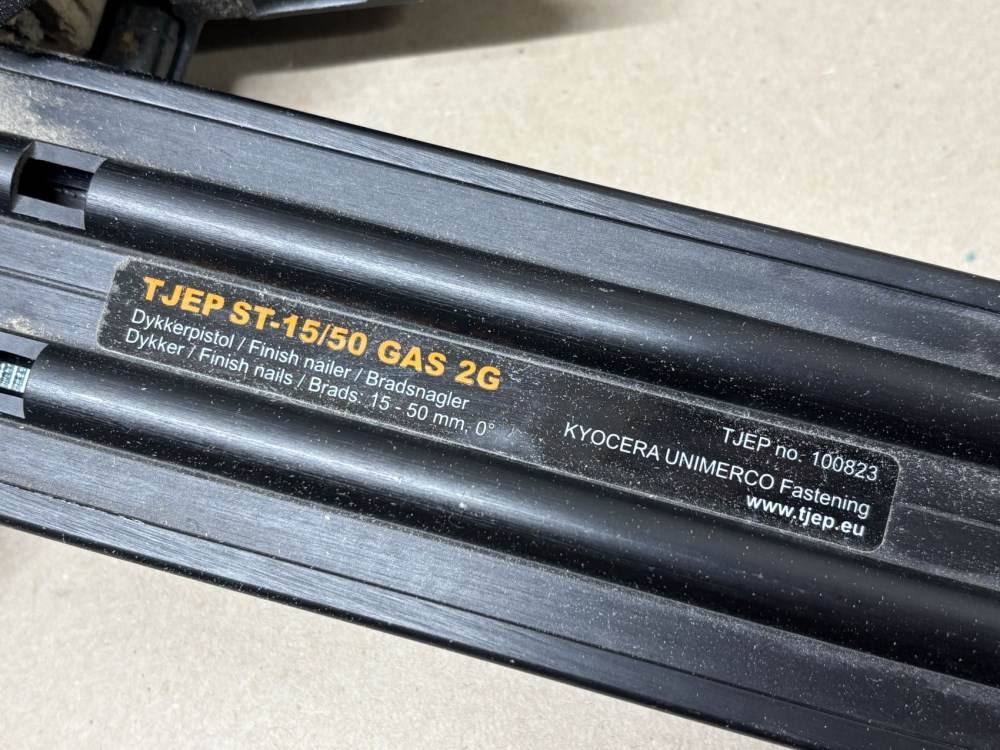 TJEP ST-15/50 GAS 2G
Dykkerpistol / Finish nailer / Bradsnagler
Dykker / Finish nails / Brads: 15 - 50 mm, 0°
TJEP no. 100823
KYOCERA UNIMERCO Fastening
www.tjep.eu